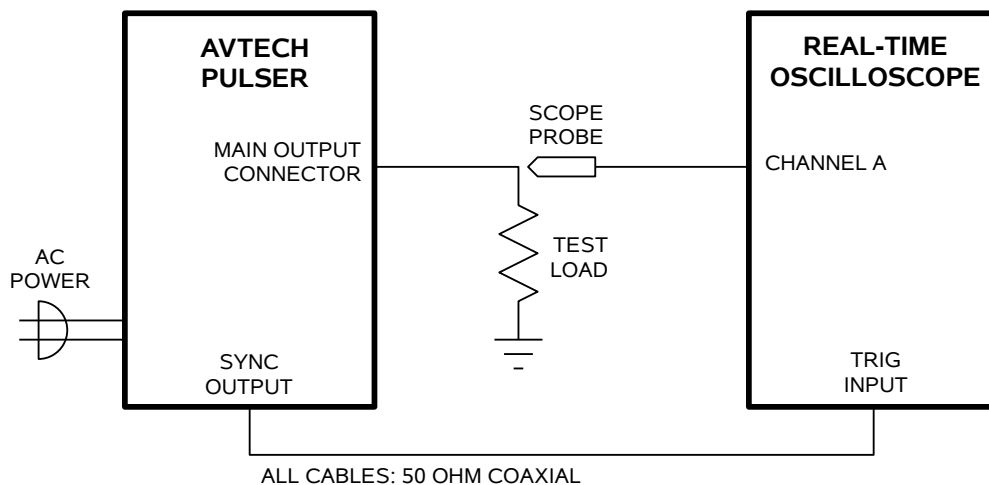 AVTECH
PULSER
REAL-TIME
OSCILLOSCOPE
SCOPE
PROBE
MAIN OUTPUT
CONNECTOR
CHANNEL A
TEST
LOAD
AC
POWER
SYNC
OUTPUT
TRIG
INPUT
ALL CABLES: 50 OHM COAXIAL